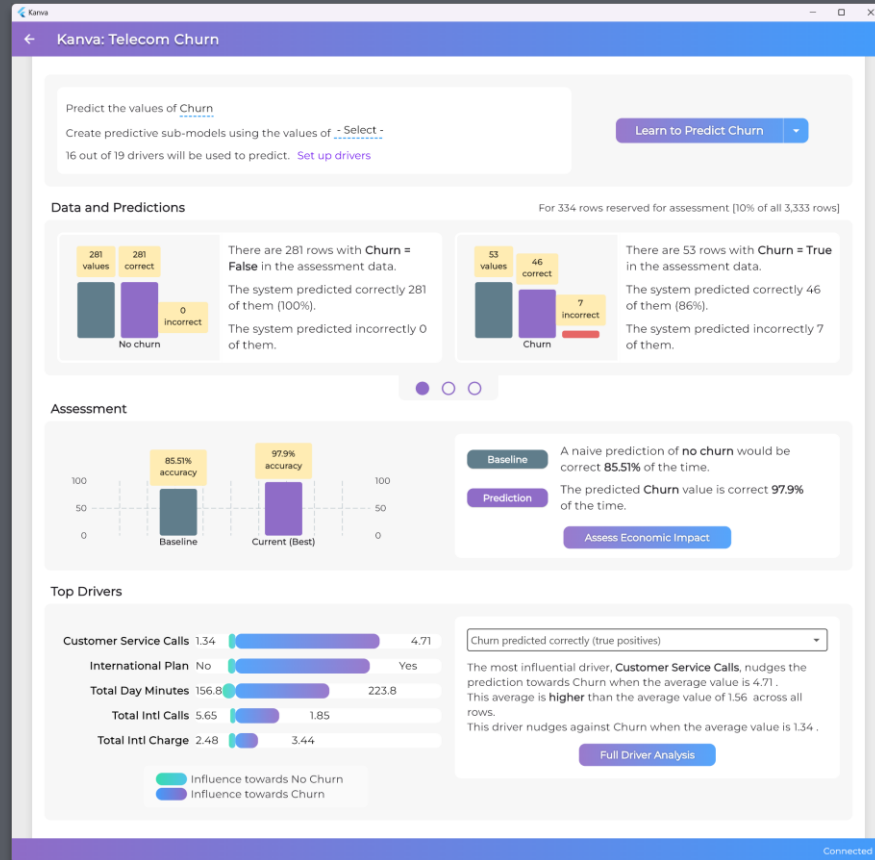 Kanva
Kanva: Telecom Churn
Predict the values of Churn
Create predictive sub-models using the values of - Select -
16 out of 19 drivers will be used to predict. Set up drivers
Learn to Predict Churn
Data and Predictions
For 334 rows reserved for assessment [10% of all 3,333 rows]
281
values
281
correct
0
incorrect
No churn
There are 281 rows with Churn =
False in the assessment data.
The system predicted correctly 281
of them (100%).
The system predicted incorrectly 0
of them.
53
values
46
correct
7
incorrect
Churn
There are 53 rows with Churn = True
in the assessment data.
The system predicted correctly 46
of them (86%).
The system predicted incorrectly 7
of them.
Assessment
85.51%
accuracy
97.9%
accuracy
100
50
0
100
50
0
Baseline
Current (Best)
Baseline
A naive prediction of no churn would be
correct 85.51% of the time.
Prediction
The predicted Churn value is correct 97.9%
of the time.
Assess Economic Impact
Top Drivers
Customer Service Calls 1.34 4.71
International Plan No Yes
Total Day Minutes 156.8 223.8
Total Intl Calls 5.65 1.85
Total Intl Charge 2.48 3.44
Influence towards No Churn
Influence towards Churn
Churn predicted correctly (true positives)
The most influential driver, Customer Service Calls, nudges the
prediction towards Churn when the average value is 4.71 .
This average is higher than the average value of 1.56 across all
rows.
This driver nudges against Churn when the average value is 1.34 .
Full Driver Analysis
Connected